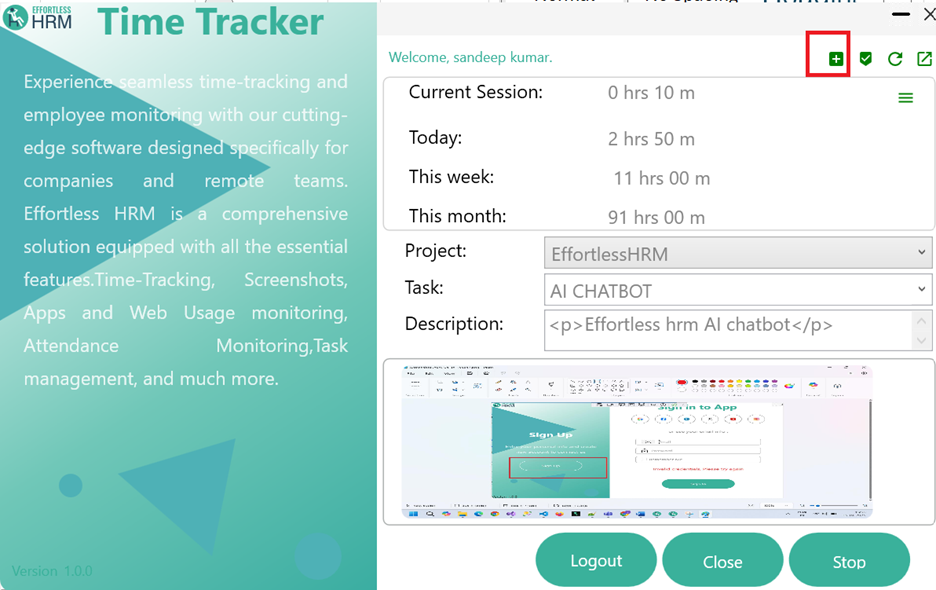 EFFORTLESS
HRM
Time Tracker
Experience seamless time-tracking and
employee monitoring with our cutting-
edge software designed specifically for
companies and remote teams.
Effortless HRM is a comprehensive
solution equipped with all the essential
features.Time-Tracking, Screenshots,
Apps and Web Usage monitoring,
Attendance Monitoring,Task
management, and much more.
Version 1.0.0
Welcome, sandeep kumar.
Current Session: 0 hrs 10 m
Today: 2 hrs 50 m
This week: 11 hrs 00 m
This month: 91 hrs 00 m
Project: EffortlessHRM
Task: AI CHATBOT
Description: <p>Effortless hrm AI chatbot</p>
Sign in to App
Sign Up
Logout Close Stop